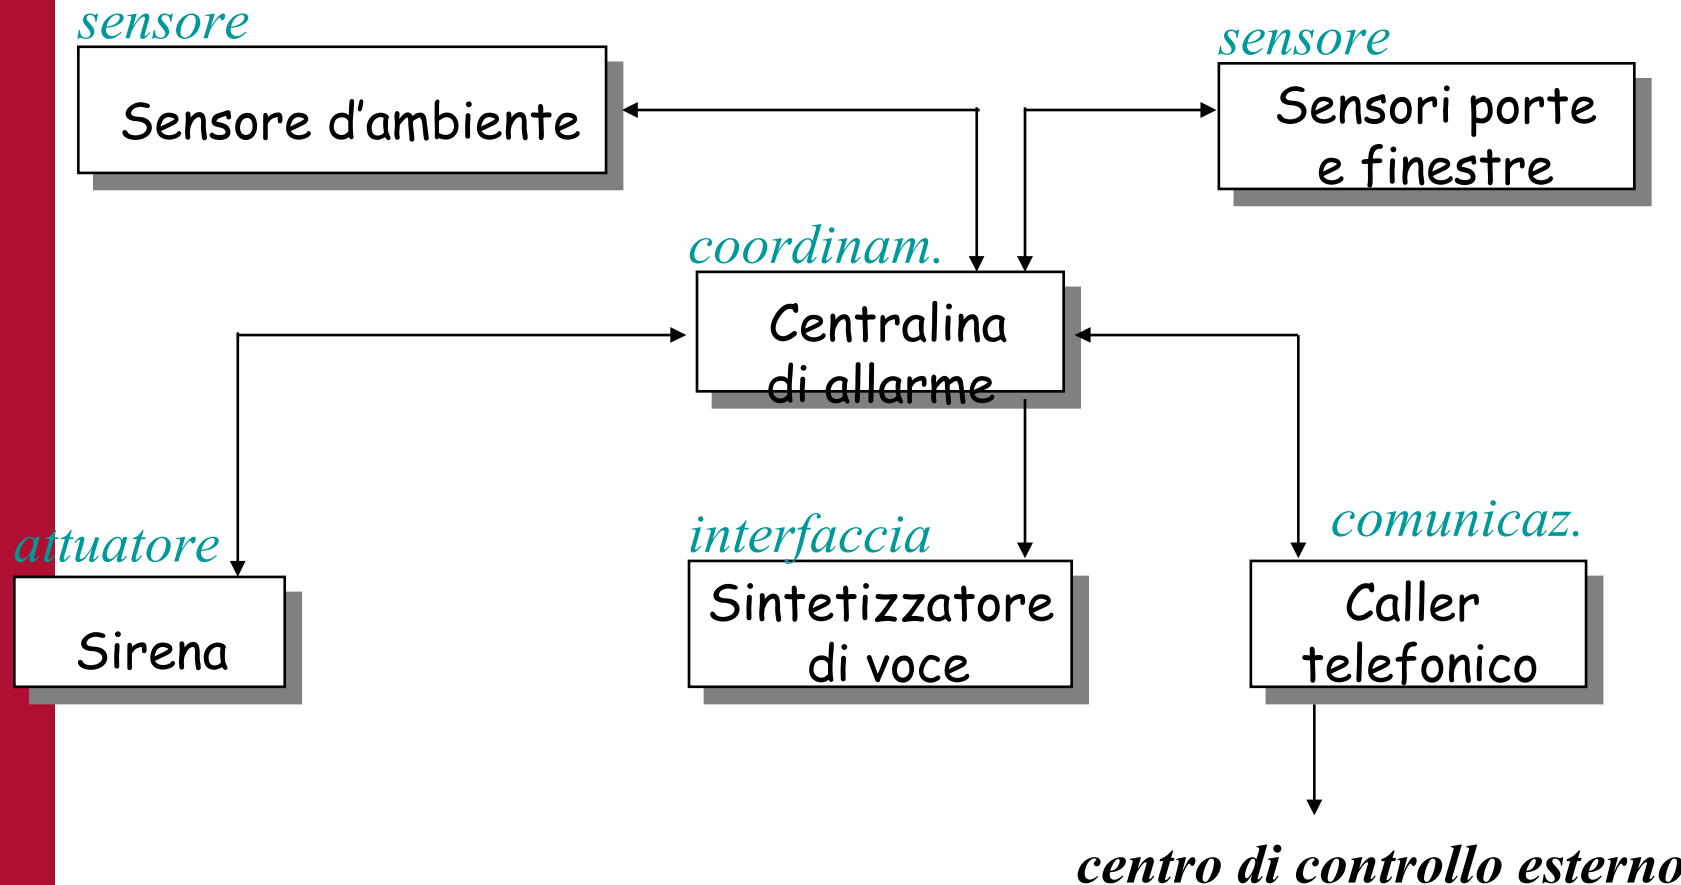 sensore
Sensore d'ambiente
sensore
Sensori porte
e finestre
coordinam.
Centralina
di allarme
attuatore
Sirena
interfaccia
Sintetizzatore
di voce
comunicaz.
Caller
telefonico
centro di controllo esterno